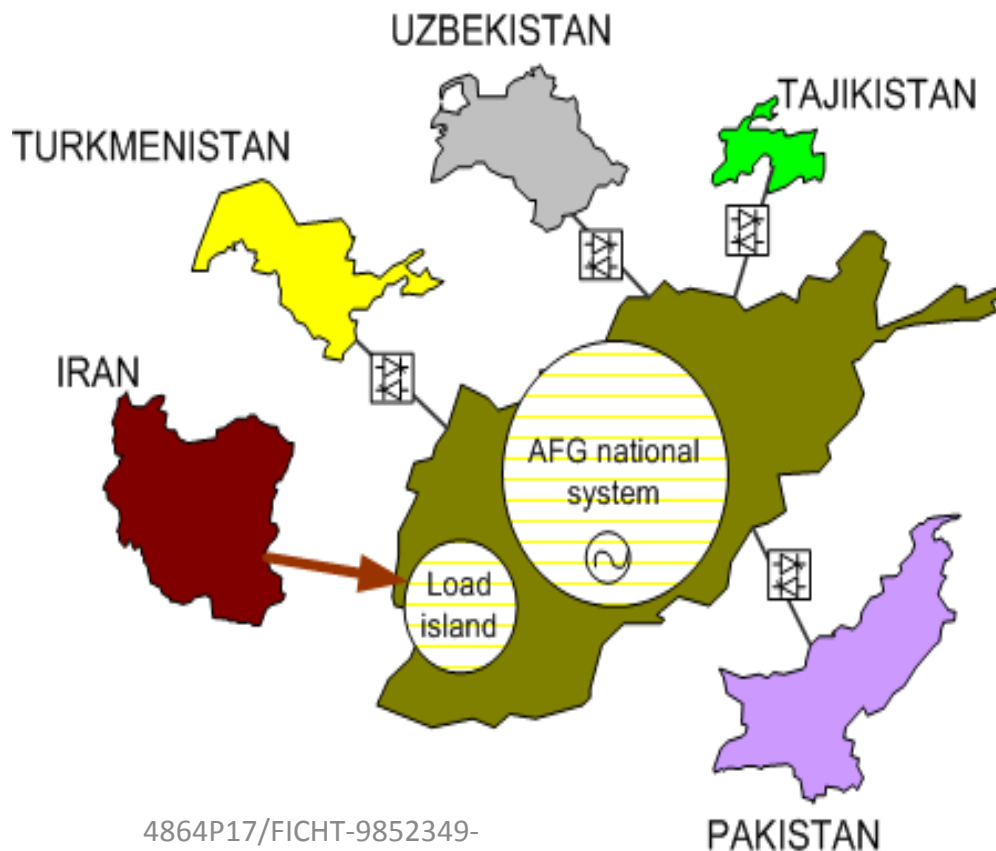 UZBEKISTAN
TAJIKISTAN
TURKMENISTAN
IRAN
AFG national
system
Load
island
4864P17/FICHT-9852349-
PAKISTAN